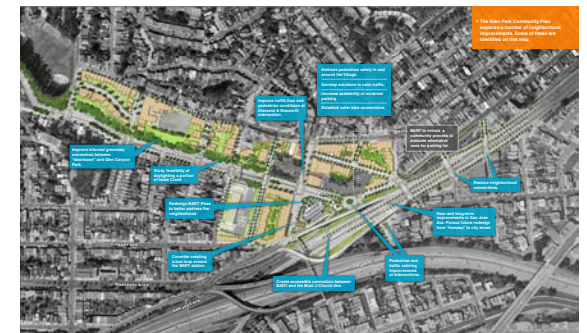 • The Glen Park Community Plan
explores a number of neighborhood
improvements. Some of these are
identified on this map.
Address pedestrian safety in and
around the Village.
Develop solutions to calm traffic.
Increase availability of on-street
parking.
Establish safer bike connections.
Improve traffic flow and
pedestrian conditions at
Diamond & Bosworth
intersection.
BART to initiate a
community process to
evaluate alternative
uses for parking lot.
Improve informal greenway
connection between
"downtown" and Glen Canyon
Park.
Study feasibility of
daylighting a portion
of Islais Creek.
Restore neighborhood
connections.
Redesign BART Plaza
to better address the
neighborhood.
Near and long-term
improvements to San Jose
Ave. Pursue future redesign
from "freeway" to city street.
Consider creating
a bus loop around
the BART station.
Pedestrian and
traffic calming
improvements
at intersections.
Create accessible connection between
BART and the Muni J-Church line